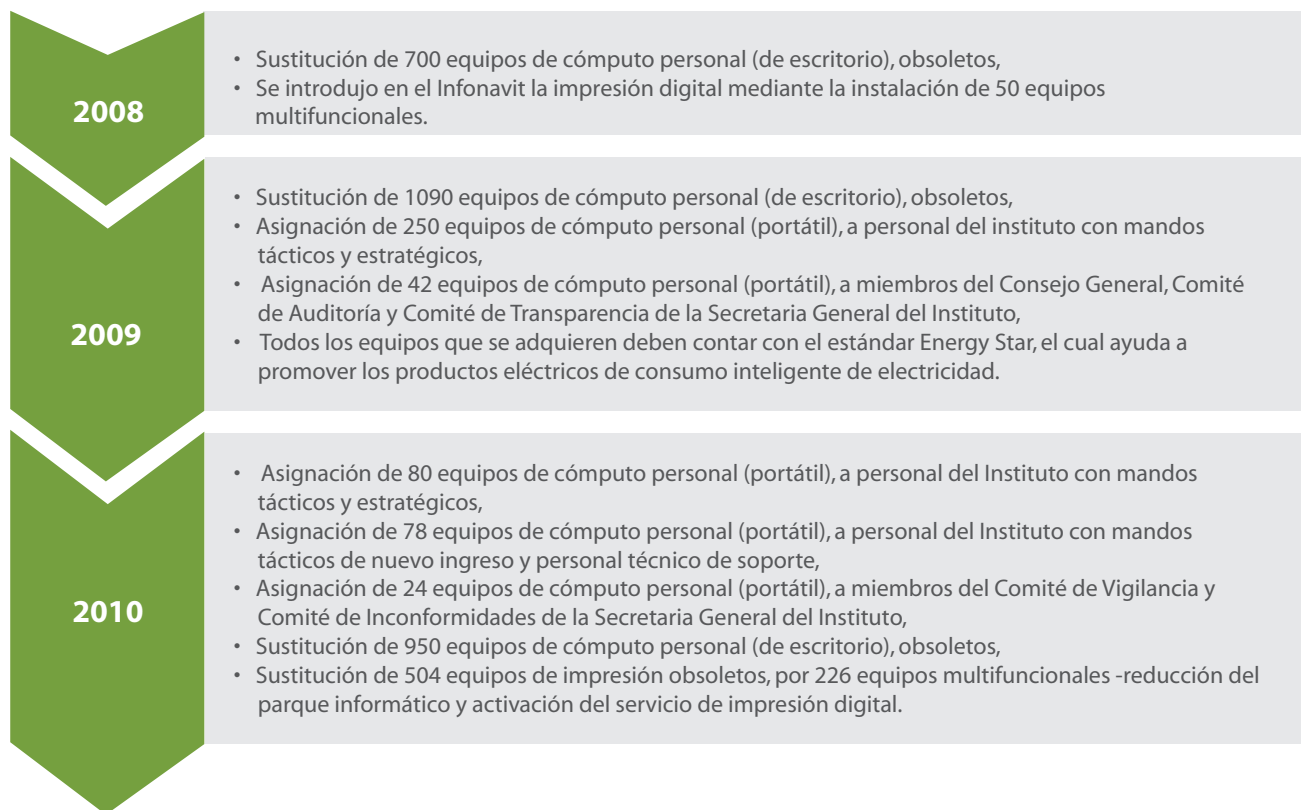 2008
• Sustitución de 700 equipos de cómputo personal (de escritorio), obsoletos,
• Se introdujo en el Infonavit la impresión digital mediante la instalación de 50 equipos
multifuncionales.
2009
• Sustitución de 1090 equipos de cómputo personal (de escritorio), obsoletos,
• Asignación de 250 equipos de cómputo personal (portátil), a personal del instituto con mandos
tácticos y estratégicos,
• Asignación de 42 equipos de cómputo personal (portátil), a miembros del Consejo General, Comité
de Auditoría y Comité de Transparencia de la Secretaria General del Instituto,
• Todos los equipos que se adquieren deben contar con el estándar Energy Star, el cual ayuda a
promover los productos eléctricos de consumo inteligente de electricidad.
2010
• Asignación de 80 equipos de cómputo personal (portátil), a personal del Instituto con mandos
tácticos y estratégicos,
• Asignación de 78 equipos de cómputo personal (portátil), a personal del Instituto con mandos
tácticos de nuevo ingreso y personal técnico de soporte,
• Asignación de 24 equipos de cómputo personal (portátil), a miembros del Comité de Vigilancia y
Comité de Inconformidades de la Secretaria General del Instituto,
• Sustitución de 950 equipos de cómputo personal (de escritorio), obsoletos,
• Sustitución de 504 equipos de impresión obsoletos, por 226 equipos multifuncionales -reducción del
parque informático y activación del servicio de impresión digital.